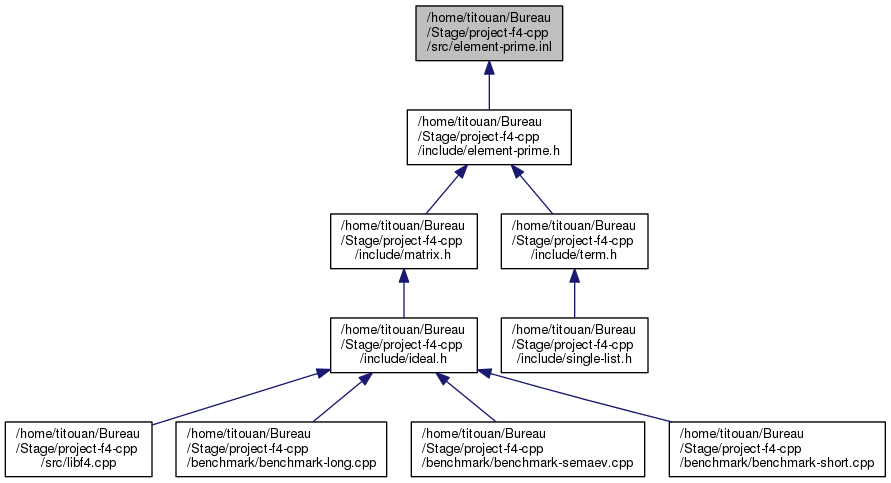 /home/titouan/Bureau
/Stage/project-f4-cpp
/src/element-prime.inl
/home/titouan/Bureau
/Stage/project-f4-cpp
/include/element-prime.h
/home/titouan/Bureau
/Stage/project-f4-cpp
/include/matrix.h
/home/titouan/Bureau
/Stage/project-f4-cpp
/include/term.h
/home/titouan/Bureau
/Stage/project-f4-cpp
/include/ideal.h
/home/titouan/Bureau
/Stage/project-f4-cpp
/include/single-list.h
/home/titouan/Bureau
/Stage/project-f4-cpp
/src/libf4.cpp
/home/titouan/Bureau
/Stage/project-f4-cpp
/benchmark/benchmark-long.cpp
/home/titouan/Bureau
/Stage/project-f4-cpp
/benchmark/benchmark-semaev.cpp
/home/titouan/Bureau
/Stage/project-f4-cpp
/benchmark/benchmark-short.cpp